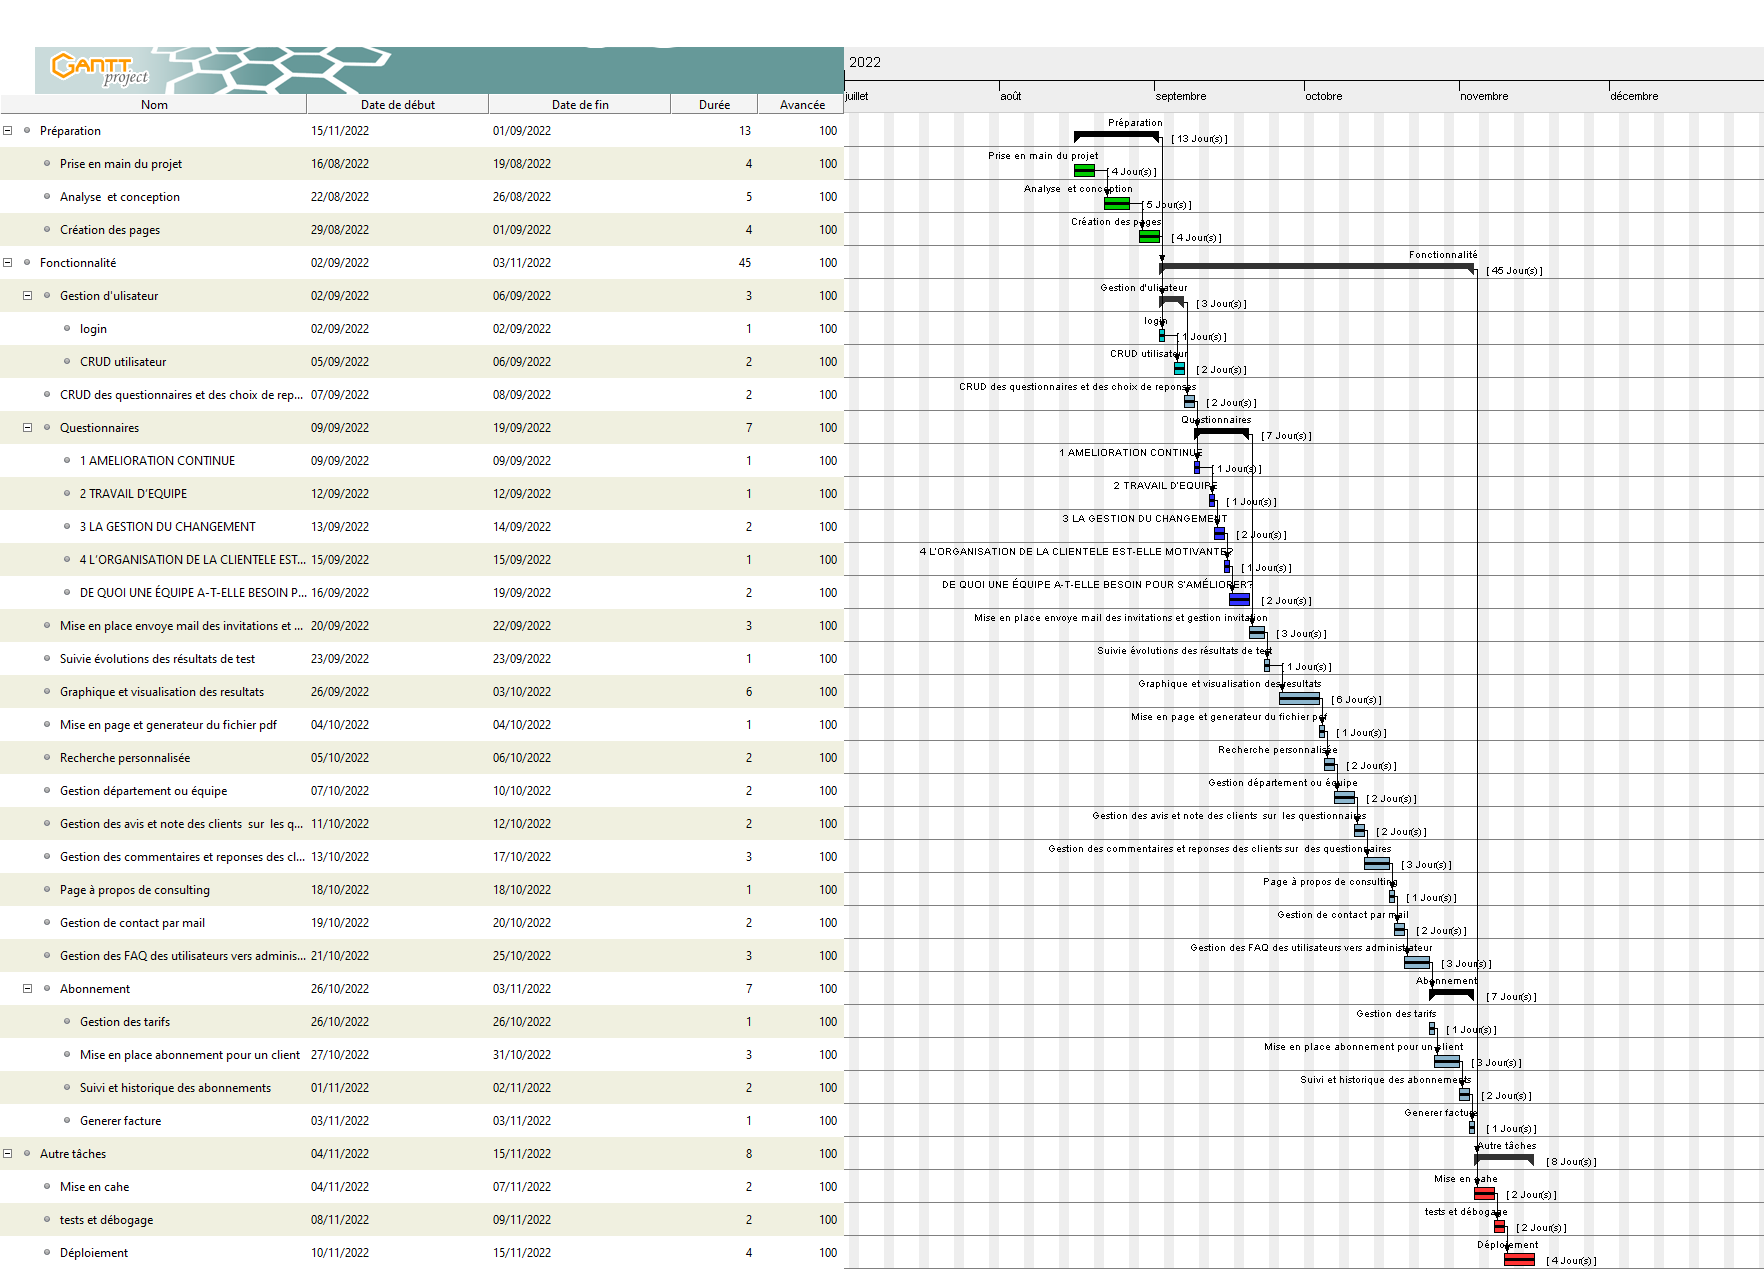 GANTT
project
2022
juillet août septembre octobre novembre décembre
Nom Date de début Date de fin Durée Avancée
Préparation 15/11/2022 01/09/2022 13 100
Préparation
[ 13 Jour(s) ]
Prise en main du projet 16/08/2022 19/08/2022 4 100
Prise en main du projet
[ 4 Jour(s) ]
Analyse et conception 22/08/2022 26/08/2022 5 100
Analyse et conception
[ 5 Jour(s) ]
Création des pages 29/08/2022 01/09/2022 4 100
Création des pages
[ 4 Jour(s) ]
Fonctionnalité 02/09/2022 03/11/2022 45 100
Fonctionnalité
[ 45 Jour(s) ]
Gestion d'ulisateur 02/09/2022 06/09/2022 3 100
Gestion d'ulisateur
[ 3 Jour(s) ]
login 02/09/2022 02/09/2022 1 100
login
[ 1 Jour(s) ]
CRUD utilisateur 05/09/2022 06/09/2022 2 100
CRUD utilisateur
[ 2 Jour(s) ]
CRUD des questionnaires et des choix de rep... 07/09/2022 08/09/2022 2 100
CRUD des questionnaires et des choix de reponses
[ 2 Jour(s) ]
Questionnaires 09/09/2022 19/09/2022 7 100
Questionnaires
[ 7 Jour(s) ]
1 AMELIORATION CONTINUE 09/09/2022 09/09/2022 1 100
1 AMELIORATION CONTINUE
[ 1 Jour(s) ]
2 TRAVAIL D'EQUIPE 12/09/2022 12/09/2022 1 100
2 TRAVAIL D'EQUIPE
[ 1 Jour(s) ]
3 LA GESTION DU CHANGEMENT 13/09/2022 14/09/2022 2 100
3 LA GESTION DU CHANGEMENT
[ 2 Jour(s) ]
4 L'ORGANISATION DE LA CLIENTELE EST... 15/09/2022 15/09/2022 1 100
4 L'ORGANISATION DE LA CLIENTELE EST-ELLE MOTIVANTE?
[ 1 Jour(s) ]
DE QUOI UNE ÉQUIPE A-T-ELLE BESOIN P... 16/09/2022 19/09/2022 2 100
DE QUOI UNE ÉQUIPE A-T-ELLE BESOIN POUR S'AMÉLIORER?
[ 2 Jour(s) ]
Mise en place envoye mail des invitations et ... 20/09/2022 22/09/2022 3 100
Mise en place envoye mail des invitations et gestion invitation
[ 3 Jour(s) ]
Suivie évolutions des résultats de test 23/09/2022 23/09/2022 1 100
Suivie évolutions des résultats de test
[ 1 Jour(s) ]
Graphique et visualisation des resultats 26/09/2022 03/10/2022 6 100
Graphique et visualisation des resultats
[ 6 Jour(s) ]
Mise en page et generateur du fichier pdf 04/10/2022 04/10/2022 1 100
Mise en page et generateur du fichier pdf
[ 1 Jour(s) ]
Recherche personnalisée 05/10/2022 06/10/2022 2 100
Recherche personnalisée
[ 2 Jour(s) ]
Gestion département ou équipe 07/10/2022 10/10/2022 2 100
Gestion département ou équipe
[ 2 Jour(s) ]
Gestion des avis et note des clients sur les q... 11/10/2022 12/10/2022 2 100
Gestion des avis et note des clients sur les questionnaires
[ 2 Jour(s) ]
Gestion des commentaires et reponses des cl... 13/10/2022 17/10/2022 3 100
Gestion des commentaires et reponses des clients sur des questionnaires
[ 3 Jour(s) ]
Page à propos de consulting 18/10/2022 18/10/2022 1 100
Page à propos de consulting
[ 1 Jour(s) ]
Gestion de contact par mail 19/10/2022 20/10/2022 2 100
Gestion de contact par mail
[ 2 Jour(s) ]
Gestion des FAQ des utilisateurs vers adminis... 21/10/2022 25/10/2022 3 100
Gestion des FAQ des utilisateurs vers administrateur
[ 3 Jour(s) ]
Abonnement 26/10/2022 03/11/2022 7 100
Abonnement
[ 7 Jour(s) ]
Gestion des tarifs 26/10/2022 26/10/2022 1 100
Gestion des tarifs
[ 1 Jour(s) ]
Mise en place abonnement pour un client 27/10/2022 31/10/2022 3 100
Mise en place abonnement pour un client
[ 3 Jour(s) ]
Suivi et historique des abonnements 01/11/2022 02/11/2022 2 100
Suivi et historique des abonnements
[ 2 Jour(s) ]
Generer facture 03/11/2022 03/11/2022 1 100
Generer facture
[ 1 Jour(s) ]
Autre tâches 04/11/2022 15/11/2022 8 100
Autre tâches
[ 8 Jour(s) ]
Mise en cahe 04/11/2022 07/11/2022 2 100
Mise en cahe
[ 2 Jour(s) ]
tests et débogage 08/11/2022 09/11/2022 2 100
tests et débogage
[ 2 Jour(s) ]
Déploiement 10/11/2022 15/11/2022 4 100
Déploiement
[ 4 Jour(s) ]